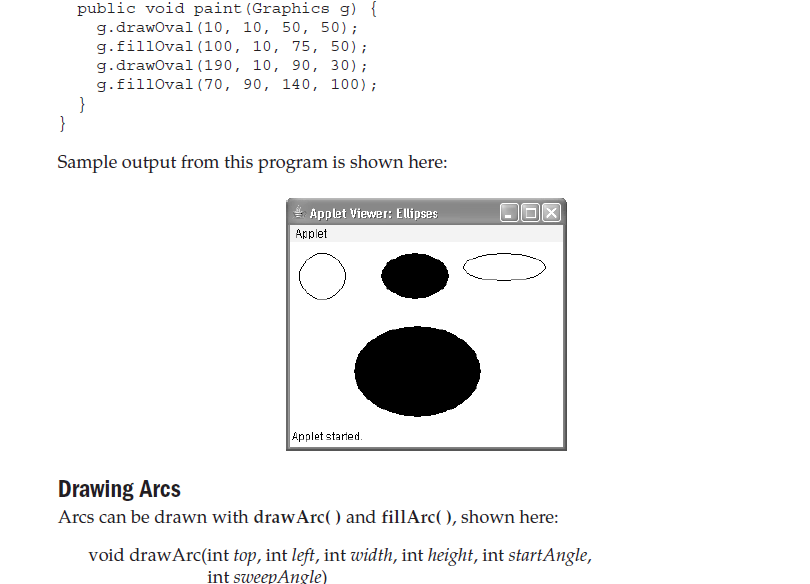 public void paint(Graphics g) {
g.drawOval(10, 10, 50, 50);
g.fillOval(100, 10, 75, 50);
g.drawOval(190, 10, 90, 30);
g.fillOval(70, 90, 140, 100);
}
}
Sample output from this program is shown here:
Applet Viewer: Ellipses
Applet
Applet started.
Drawing Arcs
Arcs can be drawn with drawArc( ) and fillArc( ), shown here:
void drawArc(int top, int left, int width, int height, int startAngle,
int sweepAngle)